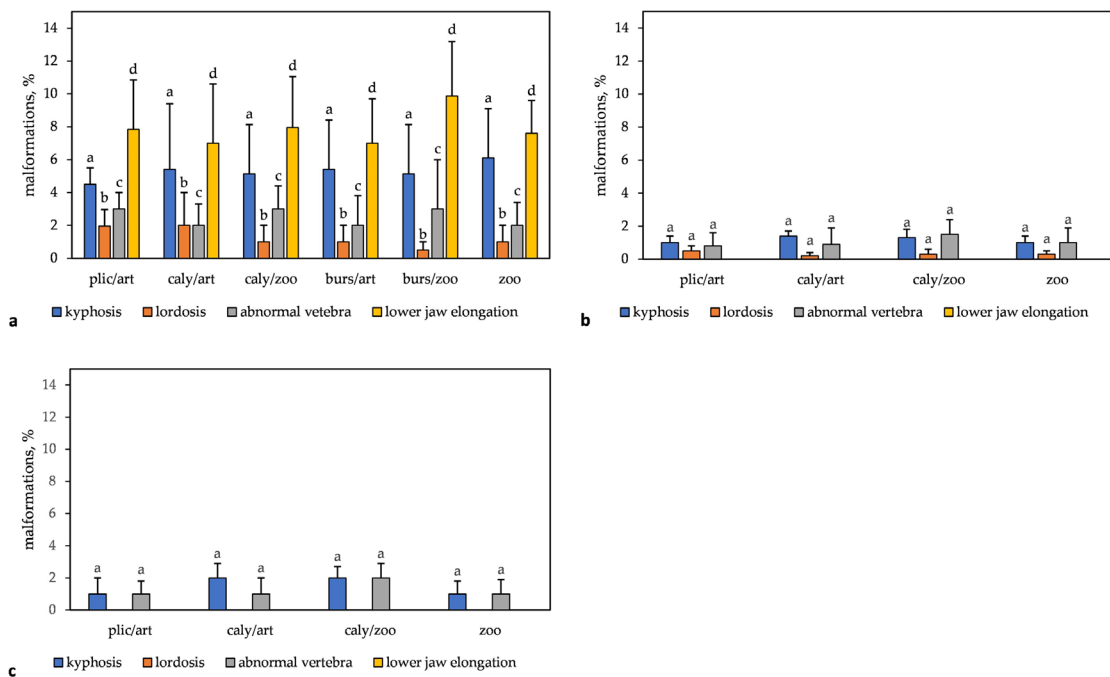 14
12
10
8
6
4
2
0
malformations, %
a b c d a b c d a b c d a b c d a b c d a b c d
plic/art caly/art caly/zoo burs/art burs/zoo zoo
kyphosis lordosis abnormal vetebra lower jaw elongation
a
14
12
10
8
6
4
2
0
malformations, %
a a a a a a a a a a a a
plic/art caly/art caly/zoo zoo
kyphosis lordosis abnormal vertebra lower jaw elongation
b
14
12
10
8
6
4
2
0
malformations, %
a a a a a a a a
plic/art caly/art caly/zoo zoo
kyphosis lordosis abnormal vertebra lower jaw elongation
c